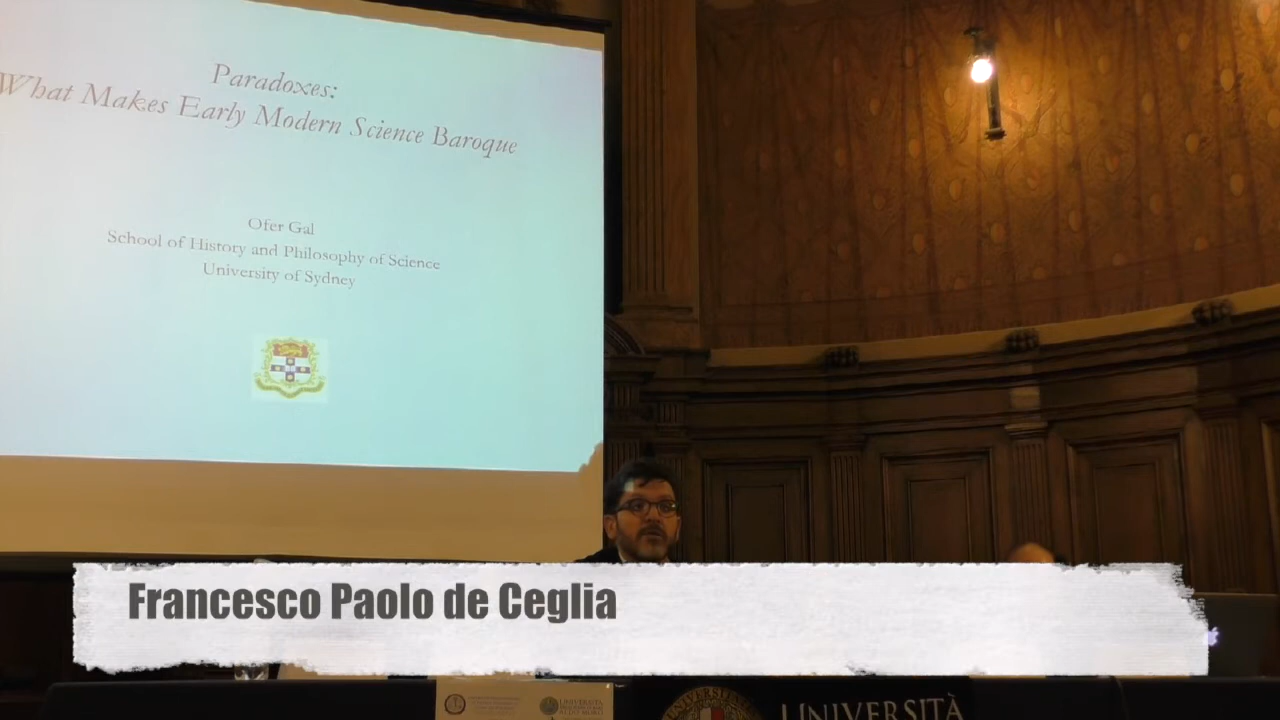 Paradoxes:
What Makes Early Modern Science Baroque
Ofer Gal
School of History and Philosophy of Science
University of Sydney
Francesco Paolo de Ceglia
UNIVERSITÀ
UNIVERSITÀ